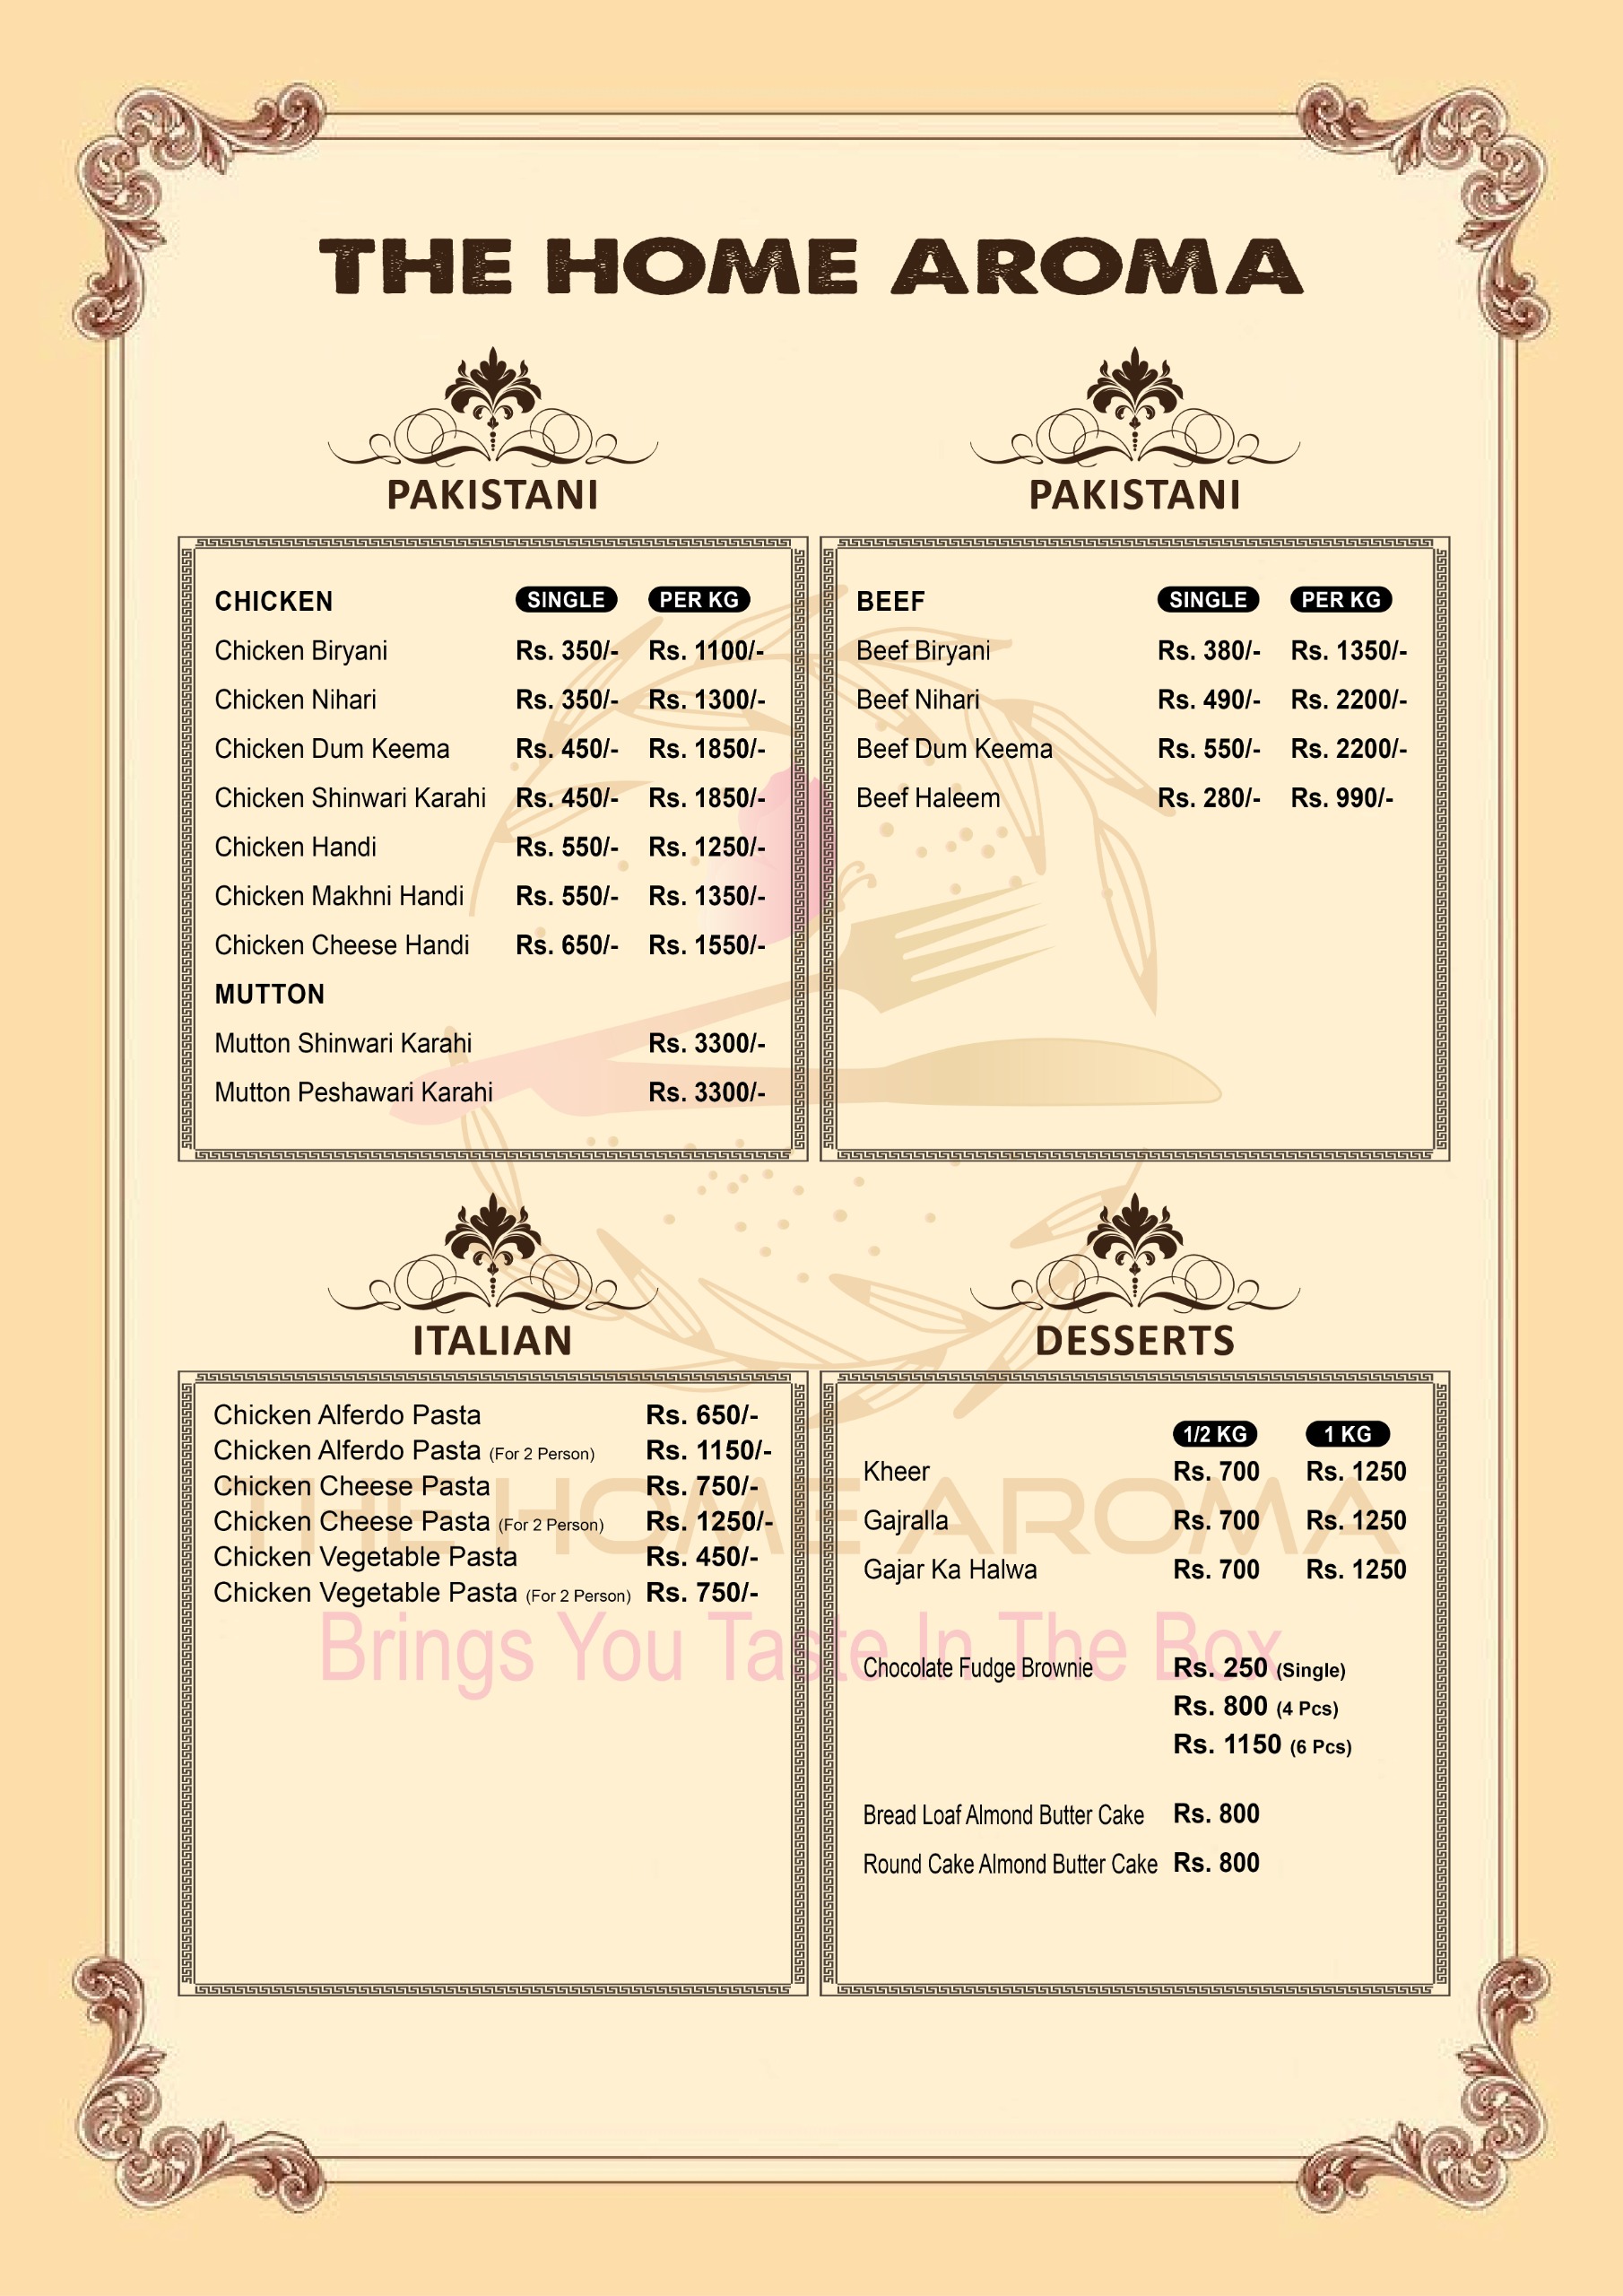 THE HOME AROMA
PAKISTANI
CHICKEN SINGLE PER KG
Chicken Biryani Rs. 350/- Rs. 1100/-
Chicken Nihari Rs. 350/- Rs. 1300/-
Chicken Dum Keema Rs. 450/- Rs. 1850/-
Chicken Shinwari Karahi Rs. 450/- Rs. 1850/-
Chicken Handi Rs. 550/- Rs. 1250/-
Chicken Makhni Handi Rs. 550/- Rs. 1350/-
Chicken Cheese Handi Rs. 650/- Rs. 1550/-
MUTTON
Mutton Shinwari Karahi Rs. 3300/-
Mutton Peshawari Karahi Rs. 3300/-
PAKISTANI
BEEF SINGLE PER KG
Beef Biryani Rs. 380/- Rs. 1350/-
Beef Nihari Rs. 490/- Rs. 2200/-
Beef Dum Keema Rs. 550/- Rs. 2200/-
Beef Haleem Rs. 280/- Rs. 990/-
ITALIAN
Chicken Alferdo Pasta Rs. 650/-
Chicken Alferdo Pasta (For 2 Person) Rs. 1150/-
Chicken Cheese Pasta Rs. 750/-
Chicken Cheese Pasta (For 2 Person) Rs. 1250/-
Chicken Vegetable Pasta Rs. 450/-
Chicken Vegetable Pasta (For 2 Person) Rs. 750/-
DESSERTS
1/2 KG 1 KG
Kheer Rs. 700 Rs. 1250
Gajralla Rs. 700 Rs. 1250
Gajar Ka Halwa Rs. 700 Rs. 1250
Chocolate Fudge Brownie Rs. 250 (Single)
Rs. 800 (4 Pcs)
Rs. 1150 (6 Pcs)
Bread Loaf Almond Butter Cake Rs. 800
Round Cake Almond Butter Cake Rs. 800
THE HOME AROMA
Brings You Taste In The Box